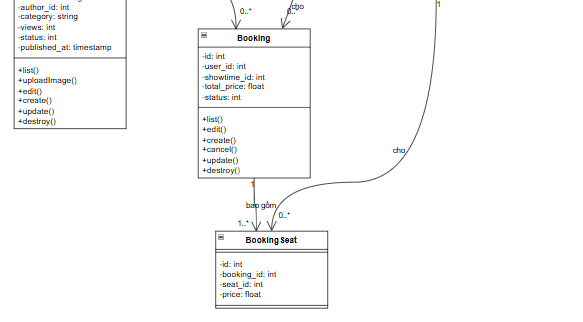 -author_id: int
-category: string
-views: int
-status: int
-published_at: timestamp
+list()
+uploadImage()
+edit()
+create()
+update()
+destroy()
0..*
cho
0..*
1
Booking
-id: int
-user_id: int
-showtime_id: int
-total_price: float
-status: int
+list()
+edit()
+create()
+cancel()
+update()
+destroy()
cho
1
bao gồm
1..*
0..*
Booking Seat
-id: int
-booking_id: int
-seat_id: int
-price: float